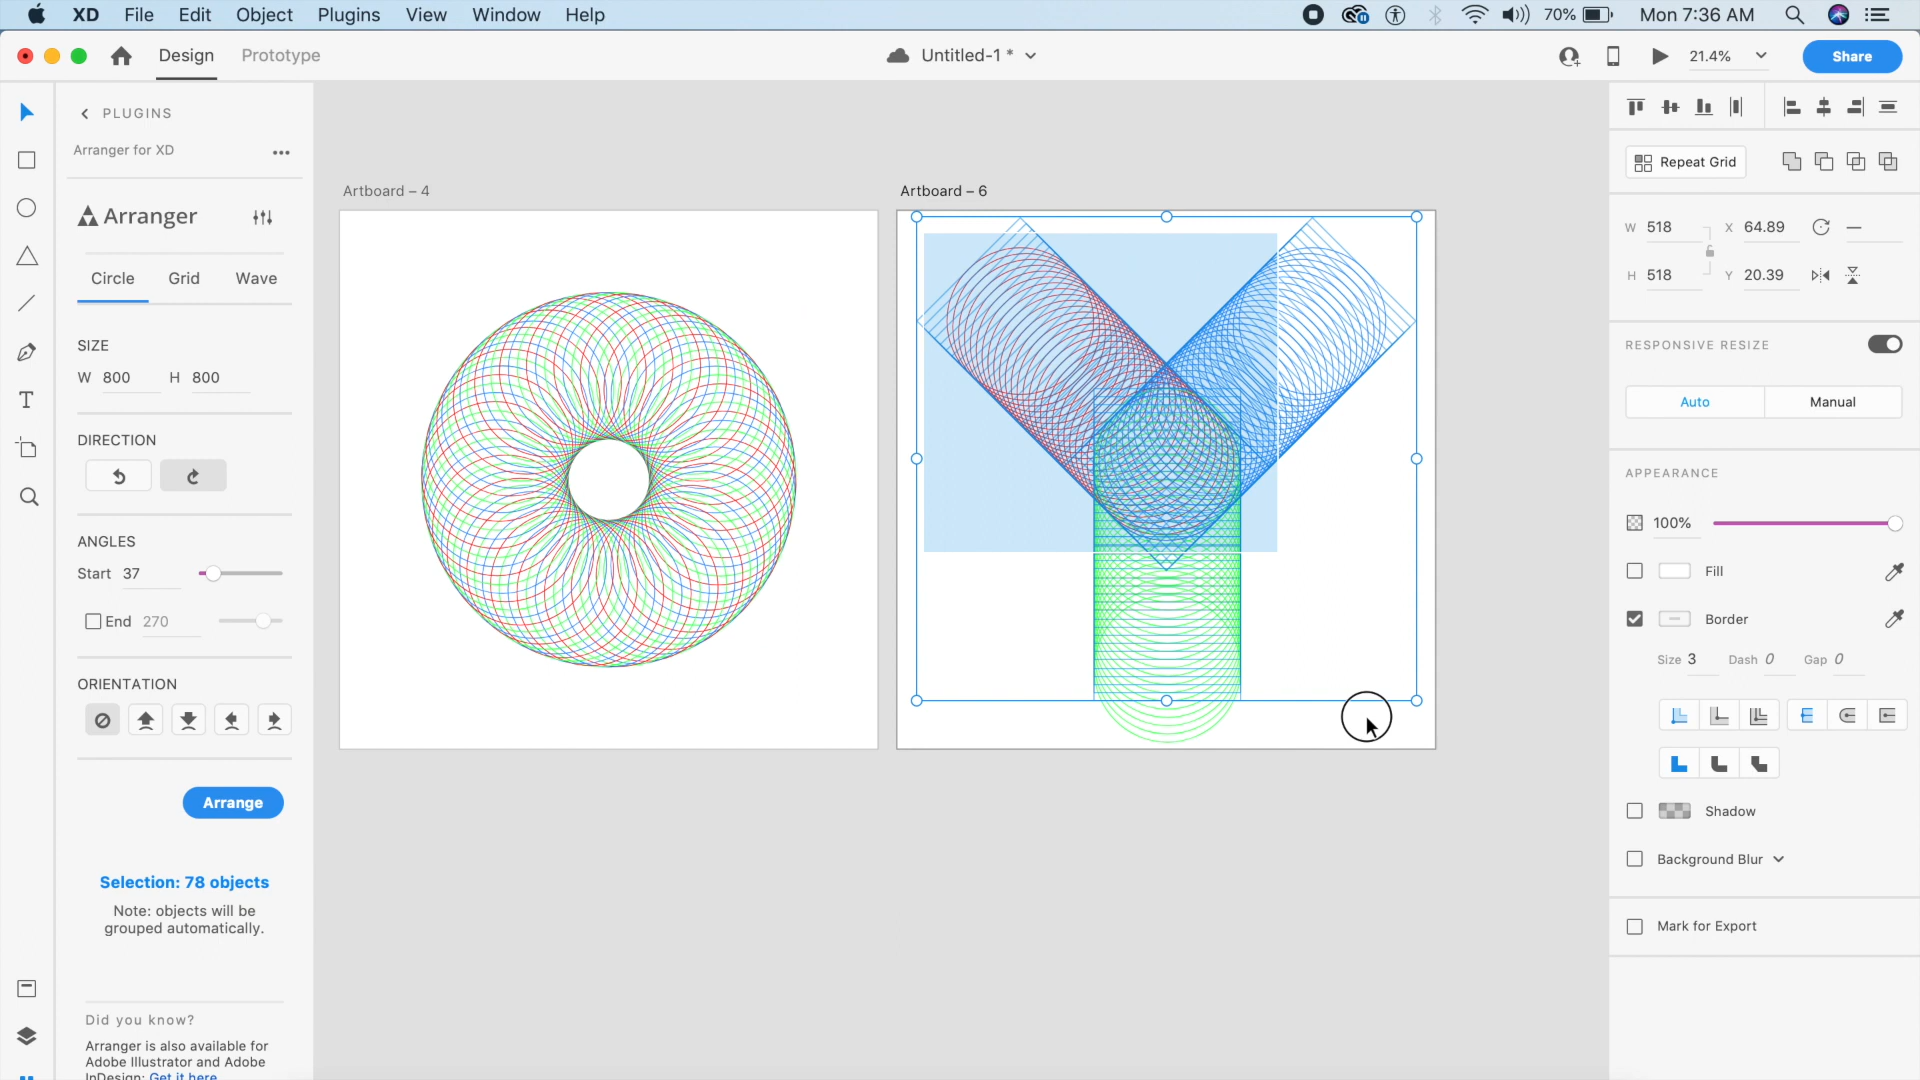 XD File Edit Object Plugins View Window Help 70% Mon 7:36 AM
Design Prototype Untitled-1 * 21.4% Share
PLUGINS
Arranger for XD
Arranger
Circle Grid Wave
SIZE
W 800 H 800
DIRECTION
ANGLES
Start 37
End 270
ORIENTATION
Arrange
Selection: 78 objects
Note: objects will be
grouped automatically.
Did you know?
Arranger is also available for
Adobe Illustrator and Adobe
InDesign: Get it here
Artboard – 4
Artboard – 6
Repeat Grid
W 518 X 64.89
H 518 Y 20.39
RESPONSIVE RESIZE
Auto Manual
APPEARANCE
100%
Fill
Border
Size 3 Dash 0 Gap 0
Shadow
Background Blur
Mark for Export